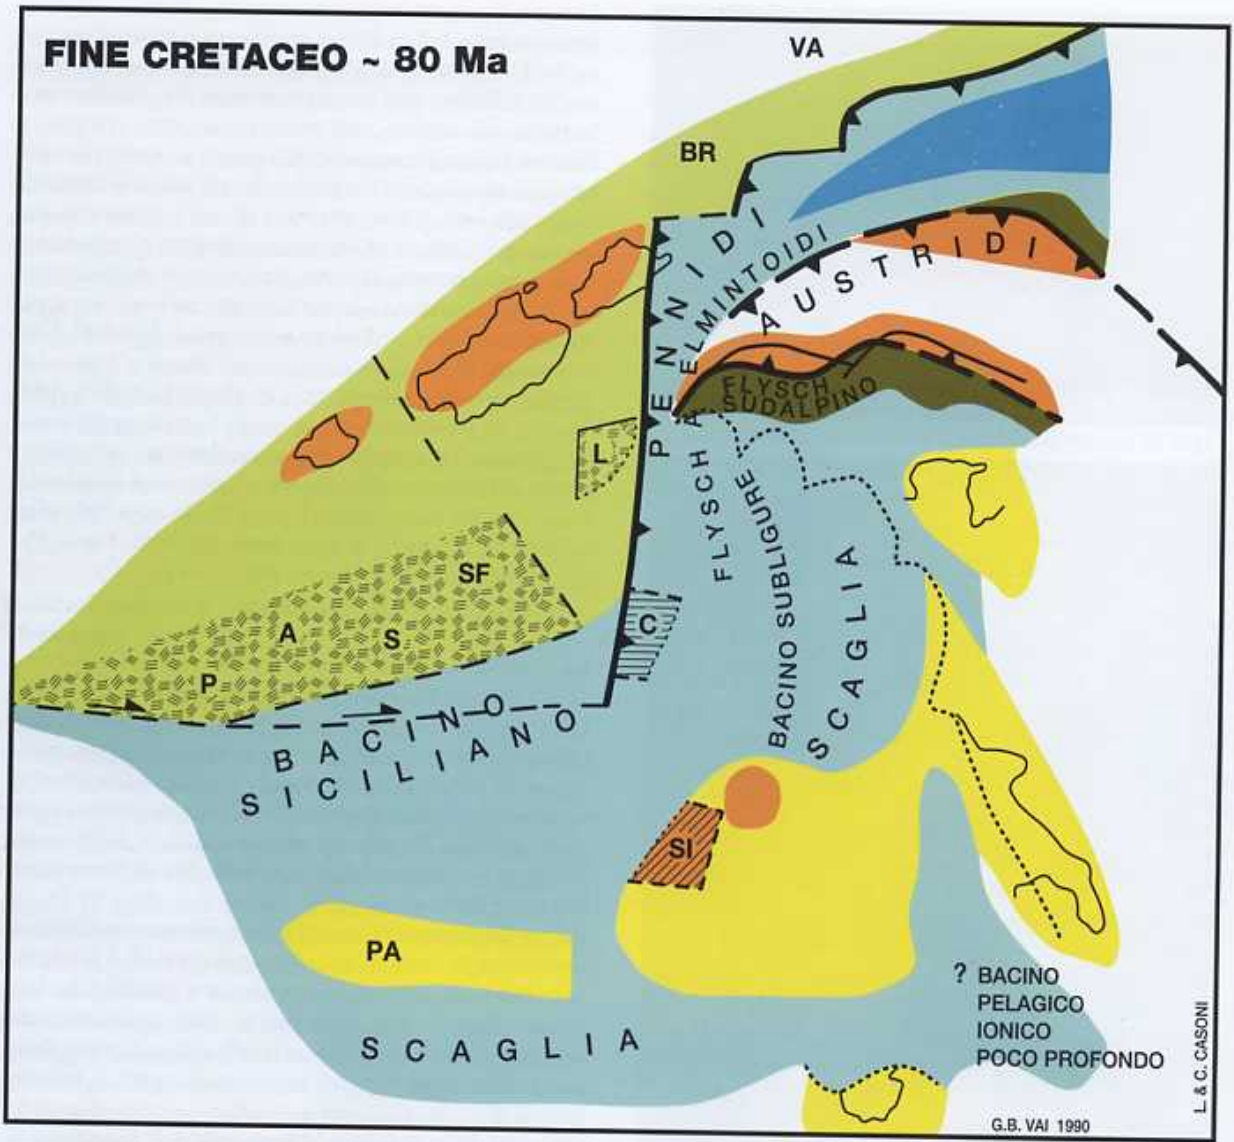 FINE CRETACEO ~ 80 Ma
VA
BR
PENNIDI
ELMINTOIDI
AUSTRIDI
FLYSCH
SUDALPINO
L
FLYSCH A
BACINO SUBLIGURE
SCAGLIA
SF
A
S
P
C
BACINO
SICILIANO
SI
PA
SCAGLIA
? BACINO
PELAGICO
IONICO
POCO PROFONDO
L. & C. CASONI
G.B. VAI 1990